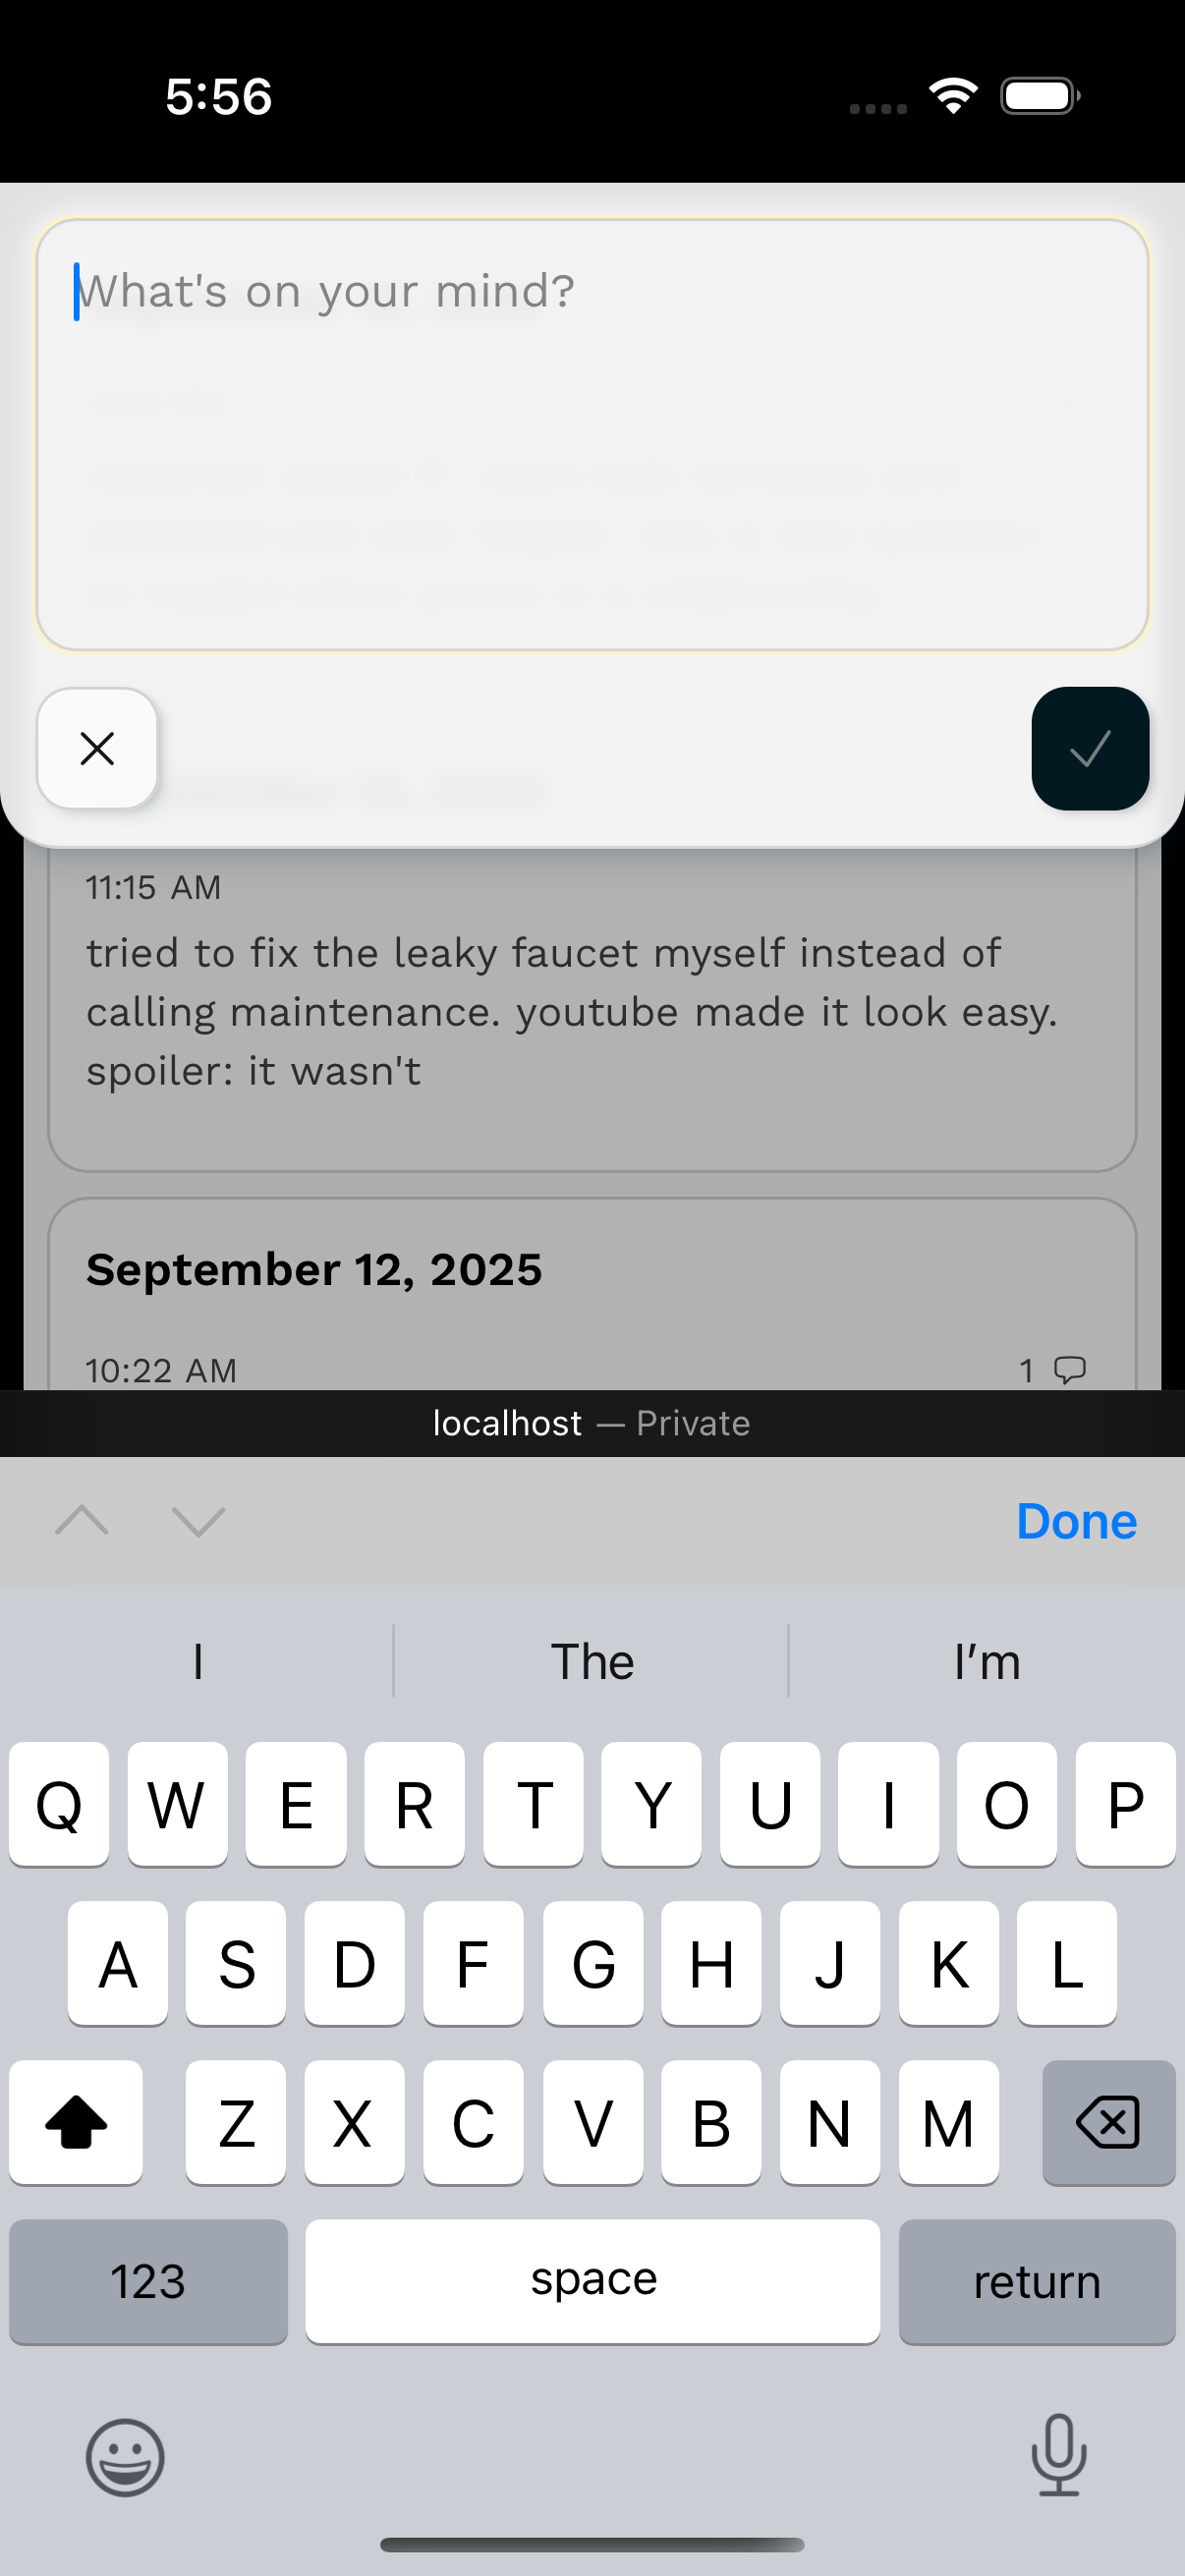 5:56
What's on your mind?
11:15 AM
tried to fix the leaky faucet myself instead of
calling maintenance. youtube made it look easy.
spoiler: it wasn't
September 12, 2025
10:22 AM 1
localhost — Private
Done
I The I’m
Q W E R T Y U I O P
A S D F G H J K L
Z X C V B N M
123 space return